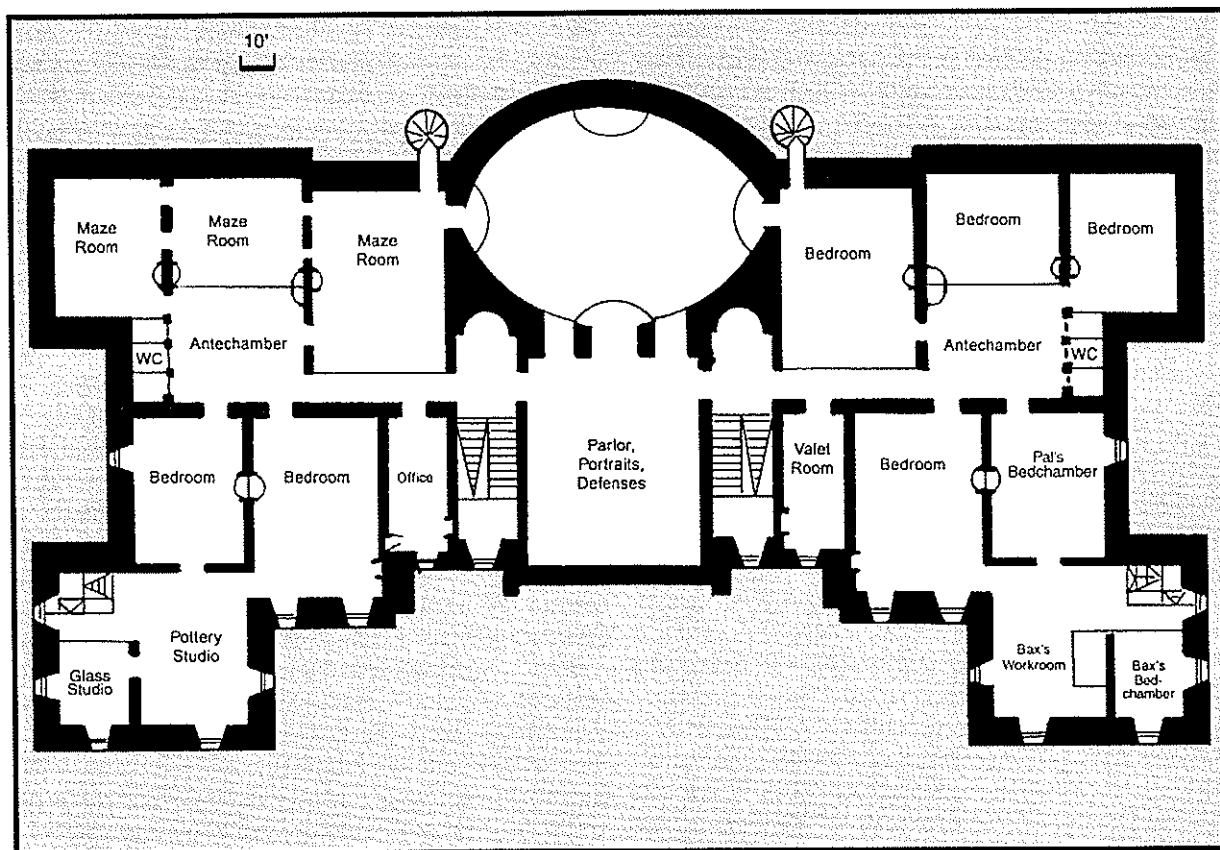 10'
Maze
Room
Maze
Room
Maze
Room
Bedroom
Bedroom
Bedroom
WC
Antechamber
Antechamber
WC
Bedroom
Bedroom
Office
Parlor,
Portraits,
Defenses
Valet
Room
Bedroom
Pal's
Bedchamber
Pottery
Studio
Glass
Studio
Bax's
Workroom
Bax's
Bed-
chamber